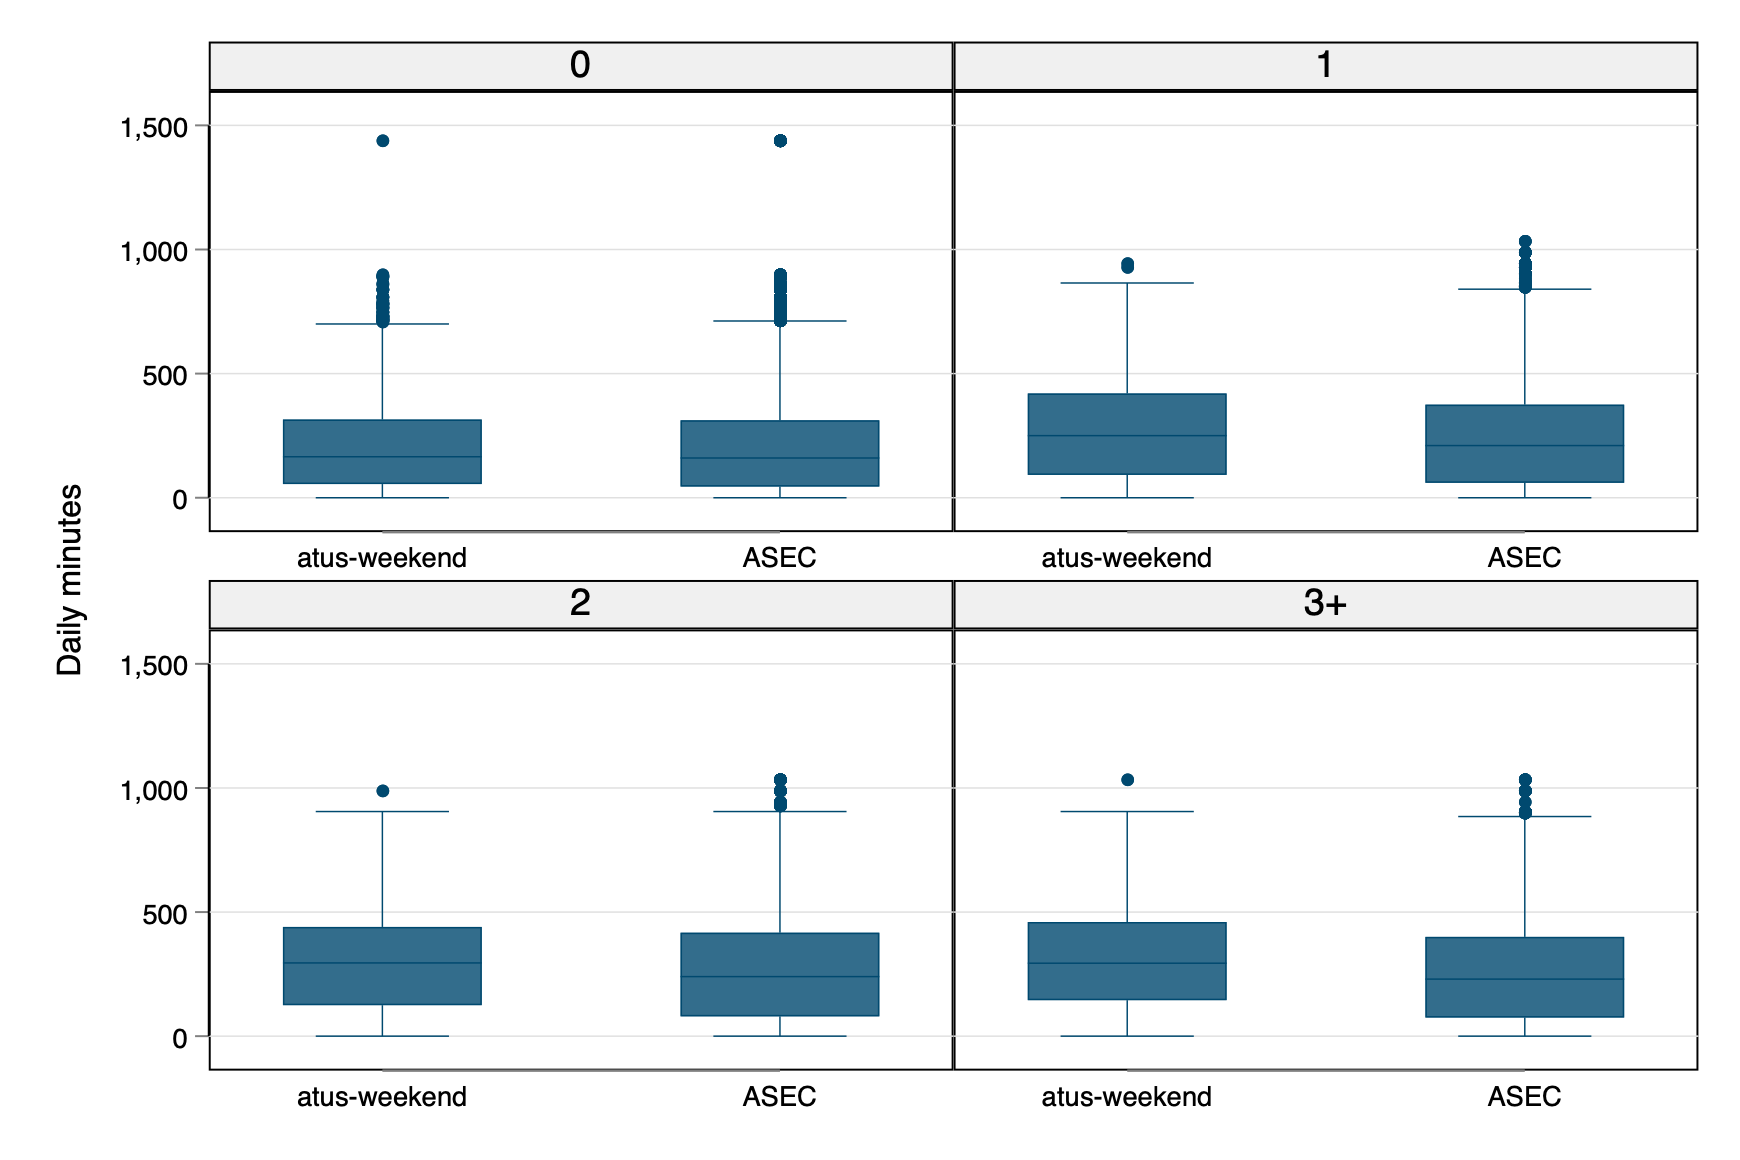 0
1
1,500
1,000
500
0
atus-weekend
ASEC
atus-weekend
ASEC
Daily minutes
2
3+
1,500
1,000
500
0
atus-weekend
ASEC
atus-weekend
ASEC